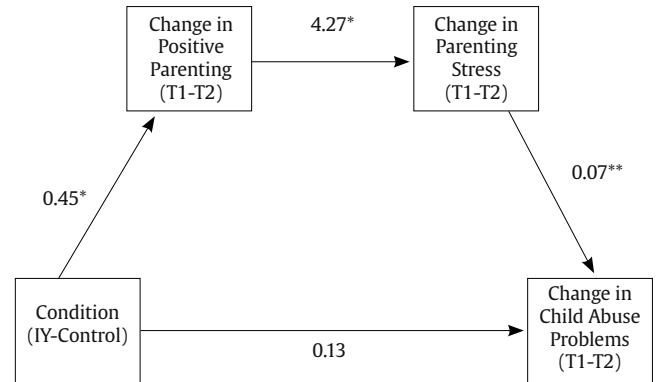 Change in
Positive
Parenting
(T1-T2)
4.27*
Change in
Parenting
Stress
(T1-T2)
0.45*
0.07**
Condition
(IY-Control)
0.13
Change in
Child Abuse
Problems
(T1-T2)